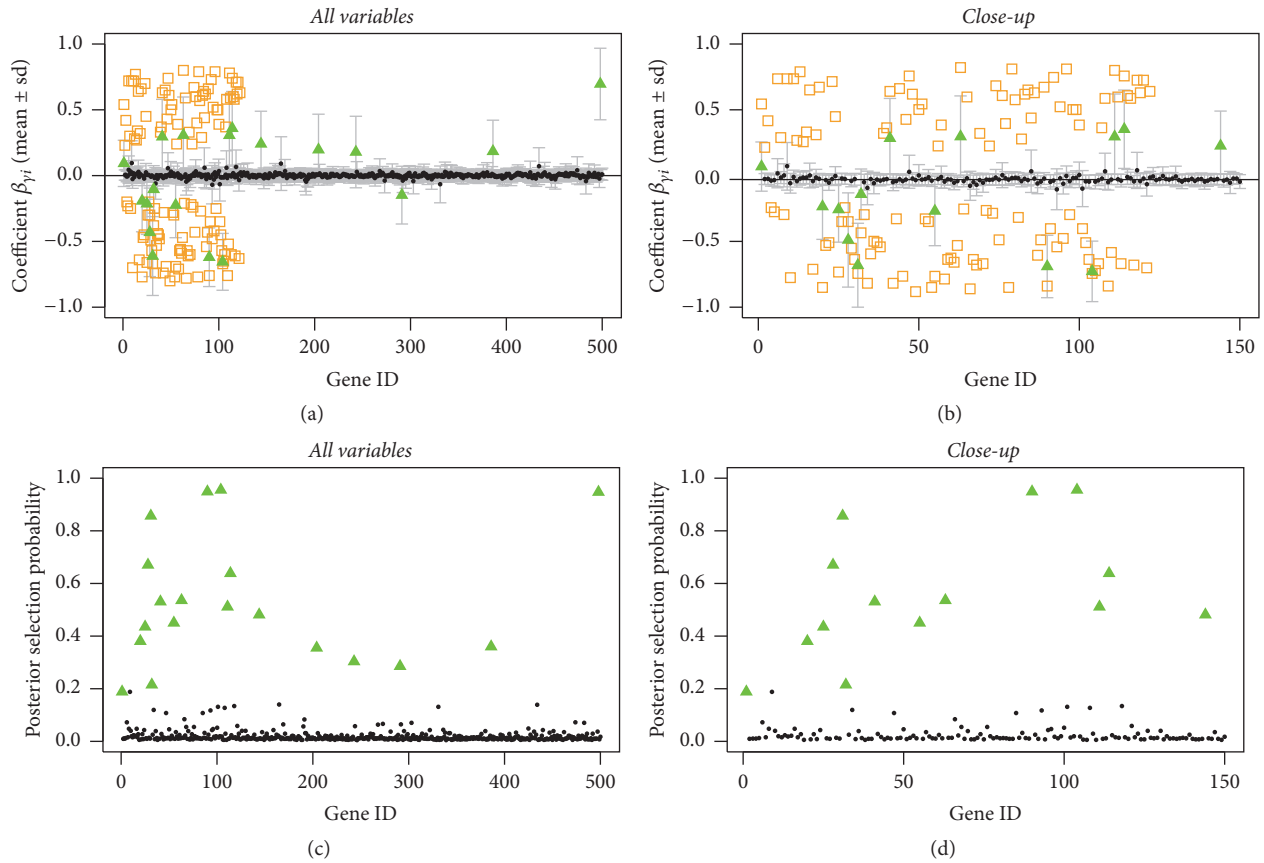 All variables
1.0
0.5
0.0
−0.5
−1.0
Coefficient βγi (mean ± sd)
0
100
200
300
400
500
Gene ID
(a)
Close-up
1.0
0.5
−0.0
−0.5
−1.0
Coefficient βγi (mean ± sd)
0
50
100
150
Gene ID
(b)
All variables
1.0
0.8
0.6
0.4
0.2
0.0
Posterior selection probability
0
100
200
300
400
500
Gene ID
(c)
Close-up
1.0
0.8
0.6
0.4
0.2
0.0
Posterior selection probability
0
50
100
150
Gene ID
(d)